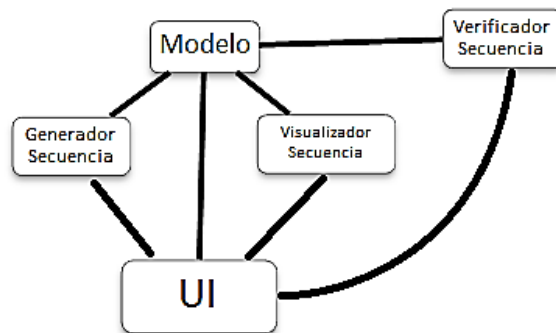 Modelo
Verificador
Secuencia
Generador
Secuencia
Visualizador
Secuencia
UI